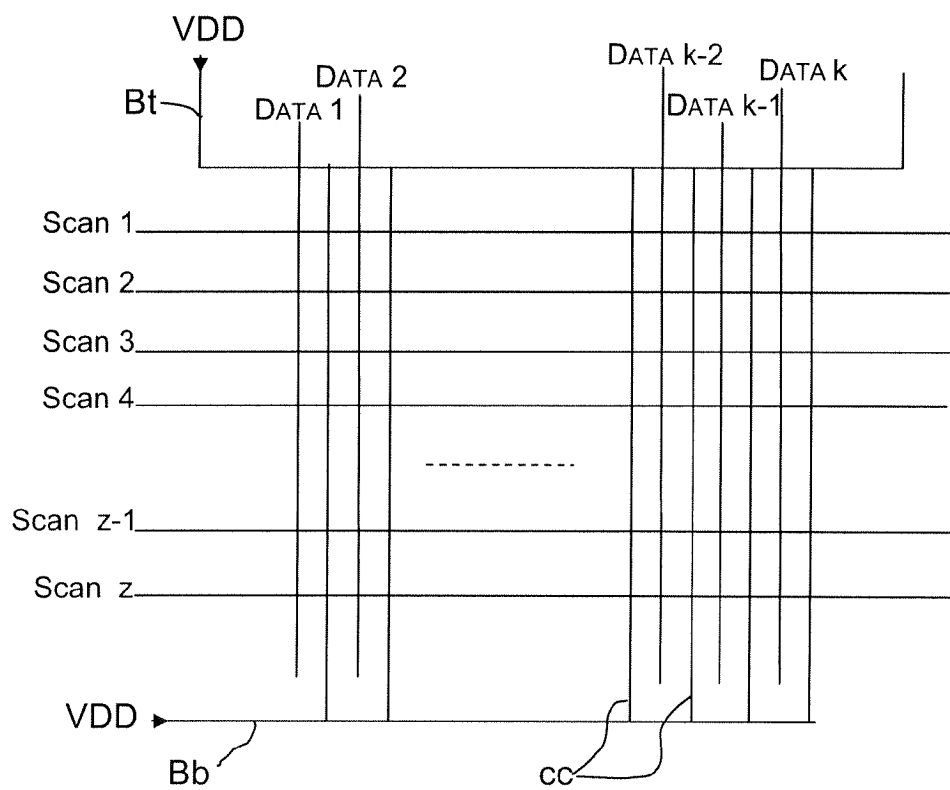 VDD
Bt
DATA 1
DATA 2
DATA k-2
DATA k-1
DATA k
Scan 1
Scan 2
Scan 3
Scan 4
Scan z-1
Scan z
VDD
Bb
cc